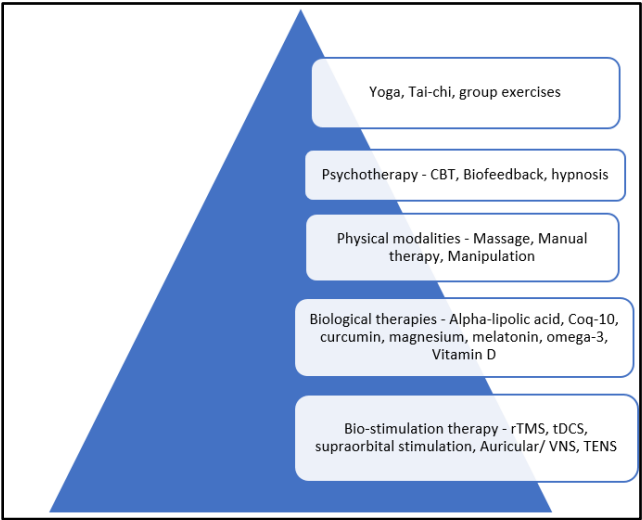 Yoga, Tai-chi, group exercises
Psychotherapy - CBT, Biofeedback, hypnosis
Physical modalities - Massage, Manual
therapy, Manipulation
Biological therapies - Alpha-lipolic acid, Coq-10,
curcumin, magnesium, melatonin, omega-3,
Vitamin D
Bio-stimulation therapy - rTMS, tDCS,
supraorbital stimulation, Auricular/ VNS, TENS